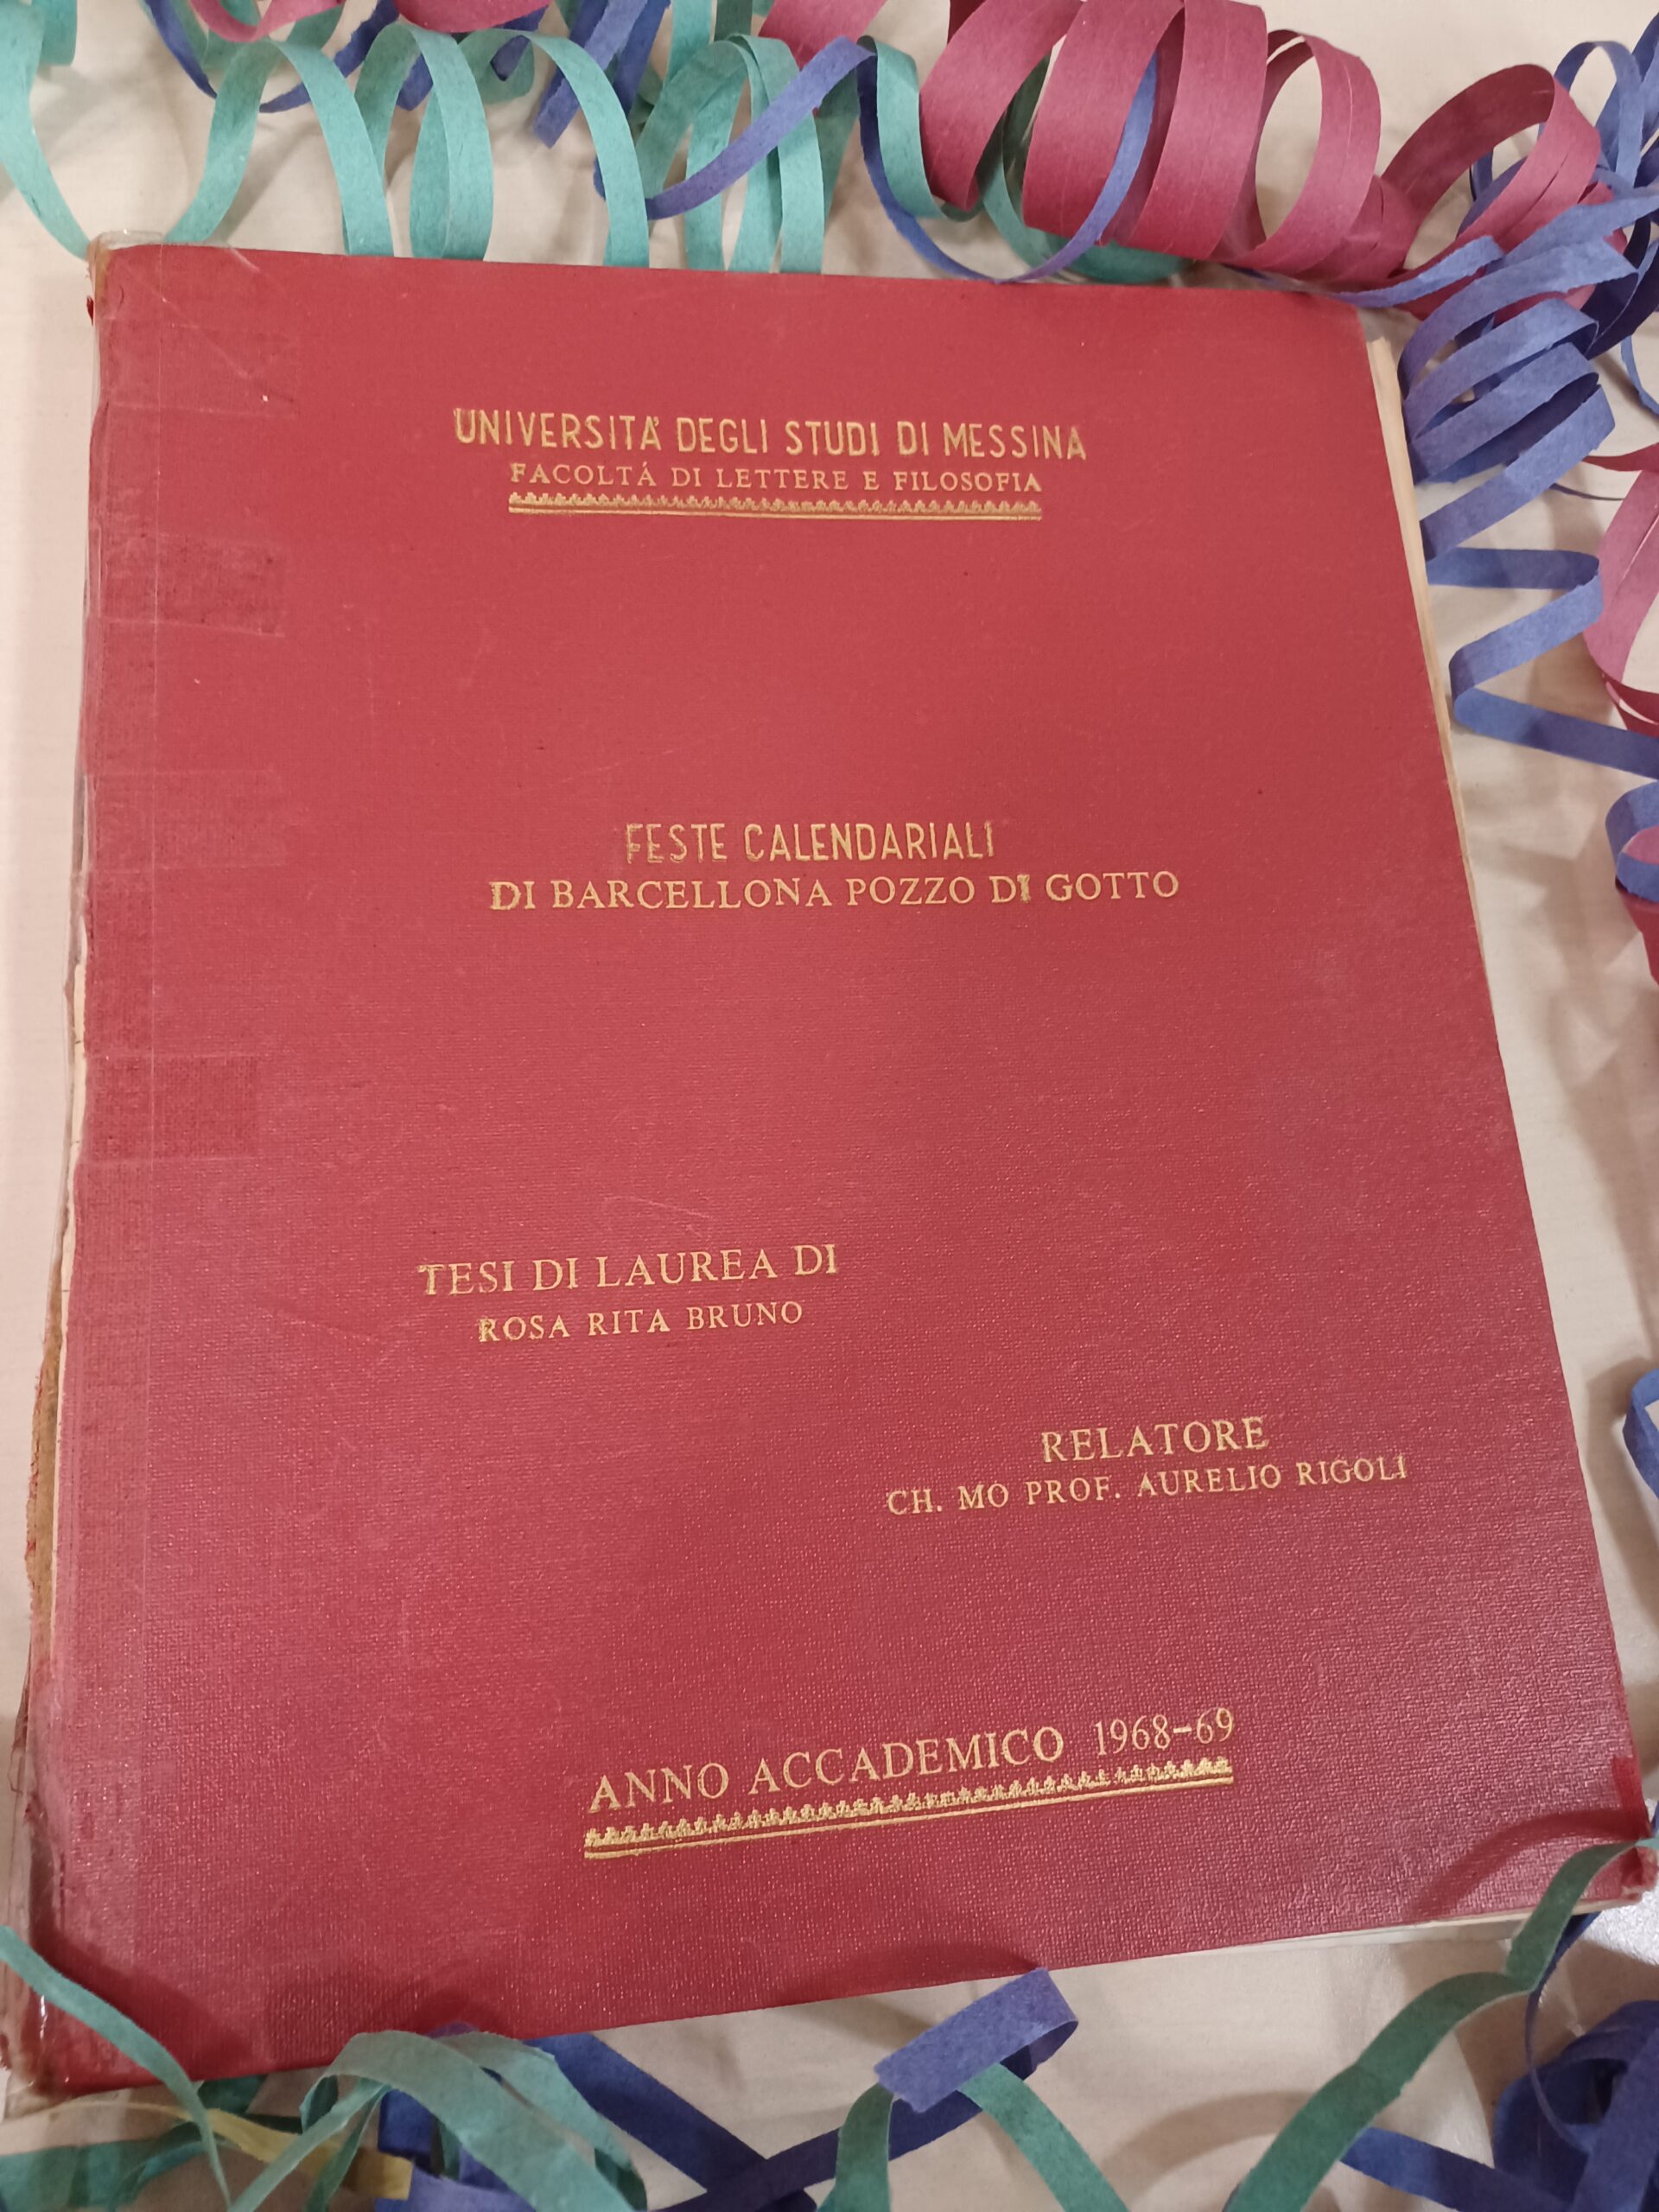 UNIVERSITA' DEGLI STUDI DI MESSINA
FACOLTÁ DI LETTERE E FILOSOFIA
FESTE CALENDARIALI
DI BARCELLONA POZZO DI GOTTO
TESI DI LAUREA DI
ROSA RITA BRUNO
RELATORE
CH. MO PROF. AURELIO RIGOLI
ANNO ACCADEMICO 1968-69